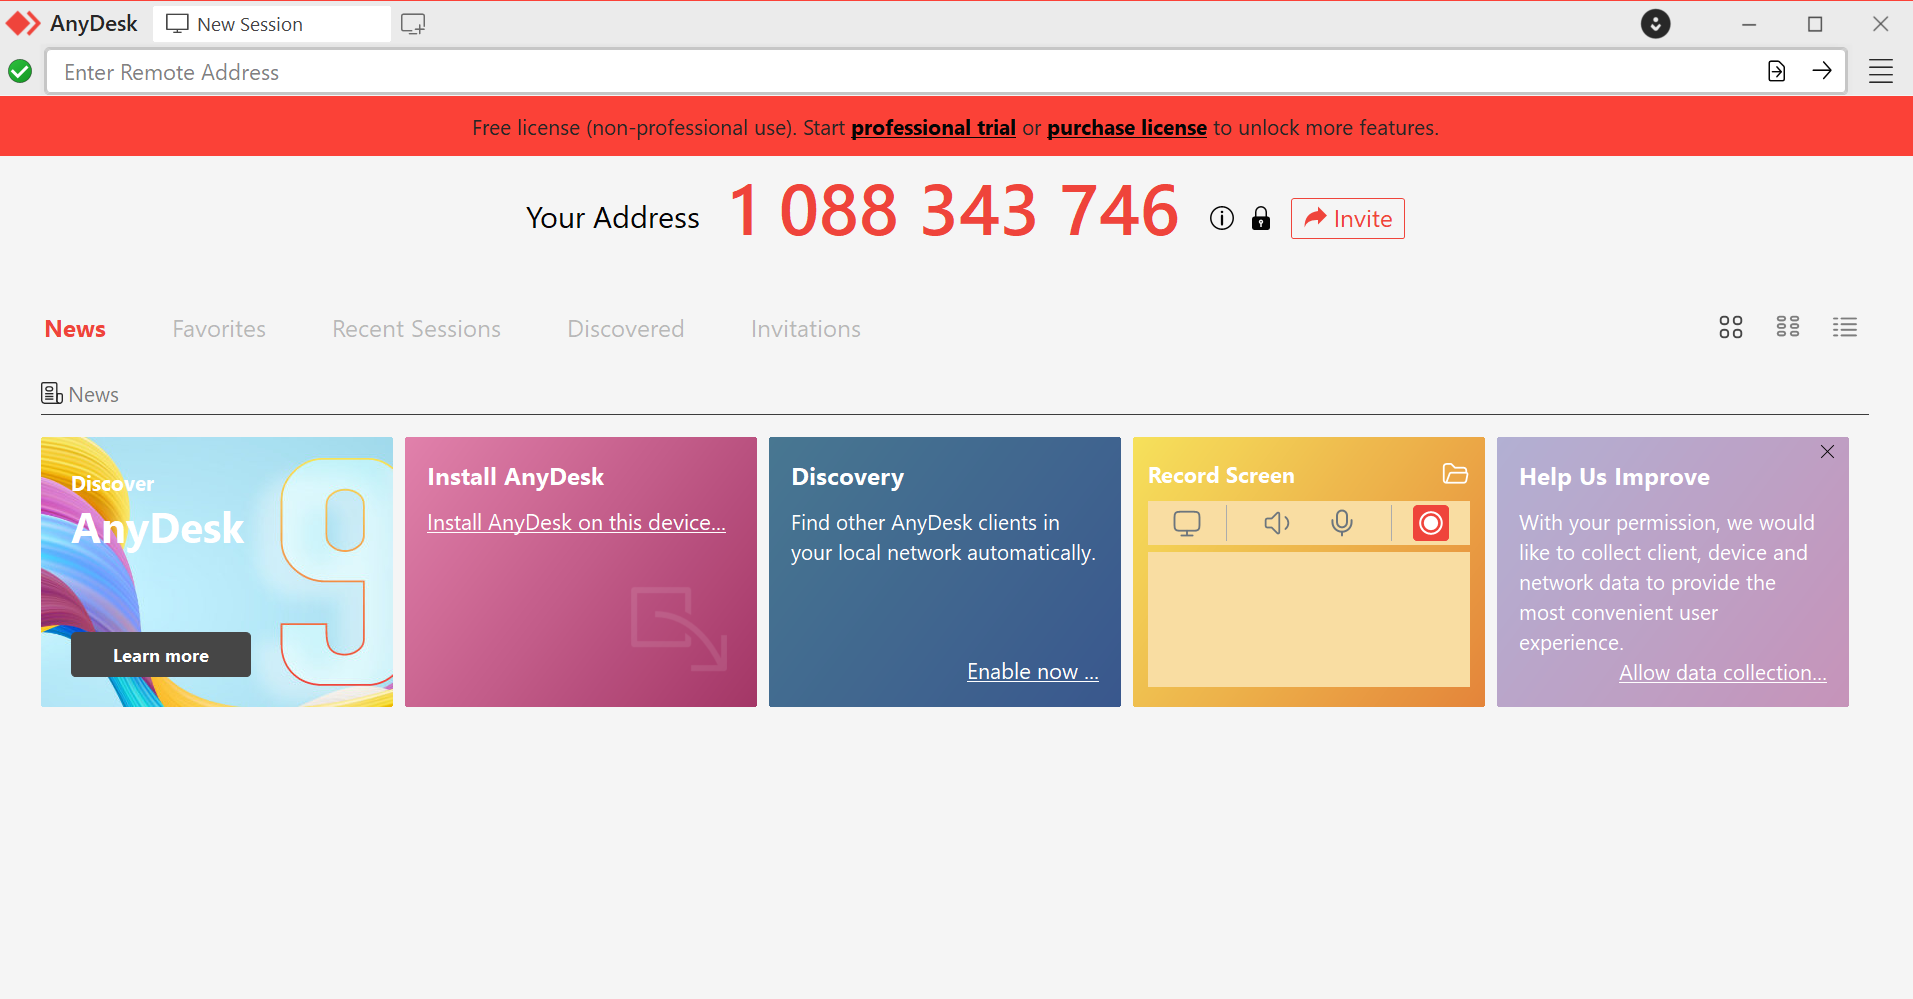 AnyDesk
New Session
Enter Remote Address
Free license (non-professional use). Start professional trial or purchase license to unlock more features.
Your Address 1 088 343 746 Invite
News Favorites Recent Sessions Discovered Invitations
News
Discover
AnyDesk
9
Learn more
Install AnyDesk
Install AnyDesk on this device...
Discovery
Find other AnyDesk clients in
your local network automatically.
Enable now ...
Record Screen
Help Us Improve
With your permission, we would
like to collect client, device and
network data to provide the
most convenient user
experience.
Allow data collection...